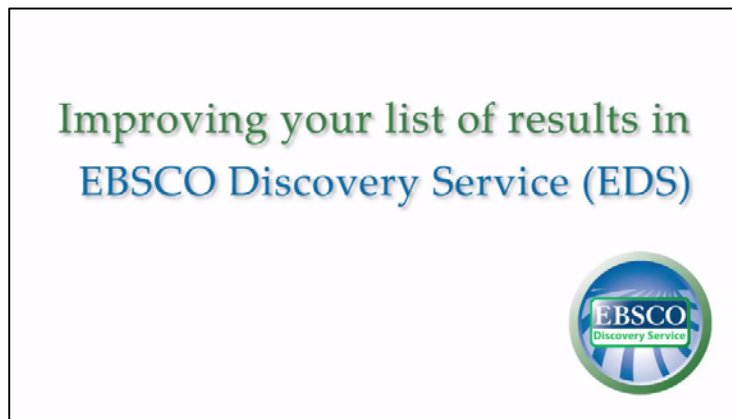 Improving your list of results in
EBSCO Discovery Service (EDS)
EBSCO
Discovery Service